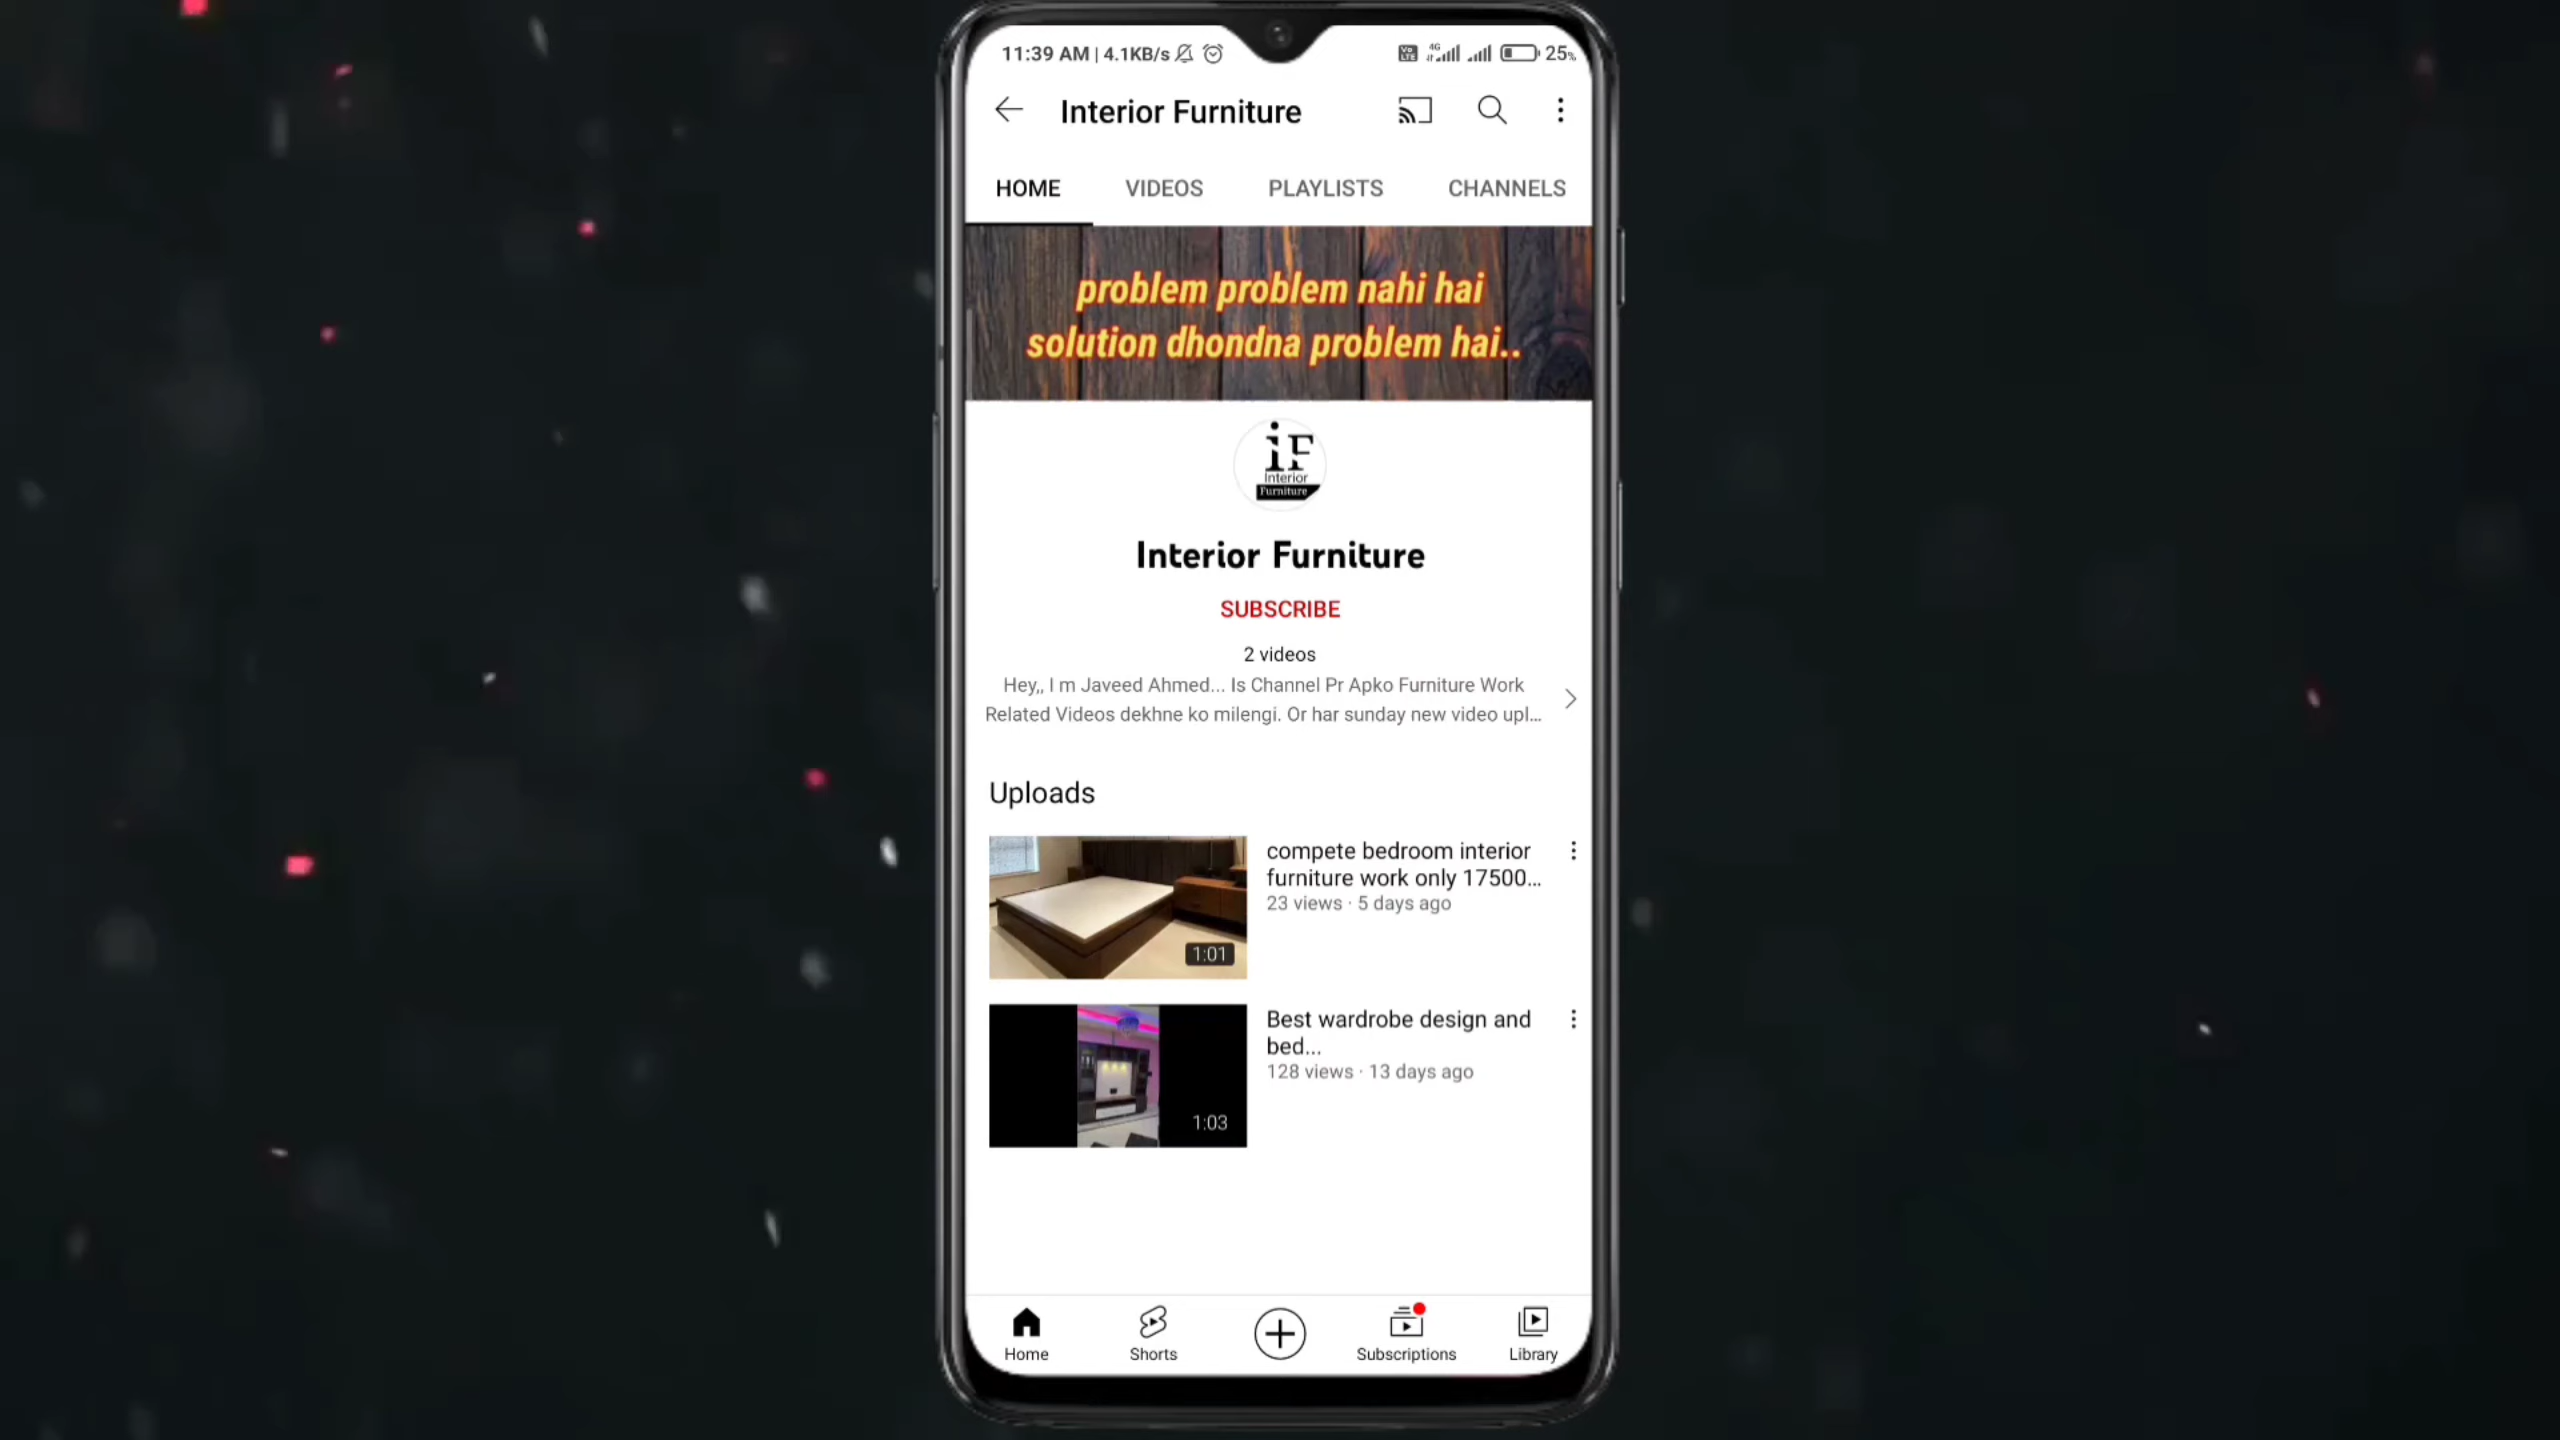 11:39 AM | 4.1KB/s
Vo LTE 4G 25%
Interior Furniture
HOME VIDEOS PLAYLISTS CHANNELS
problem problem nahi hai
solution dhondna problem hai..
iF
Interior
Furniture
Interior Furniture
SUBSCRIBE
2 videos
Hey,, I m Javeed Ahmed... Is Channel Pr Apko Furniture Work
Related Videos dekhne ko milengi. Or har sunday new video upl...
Uploads
compete bedroom interior
furniture work only 17500...
23 views · 5 days ago
1:01
Best wardrobe design and
bed...
128 views · 13 days ago
1:03
Home Shorts Subscriptions Library